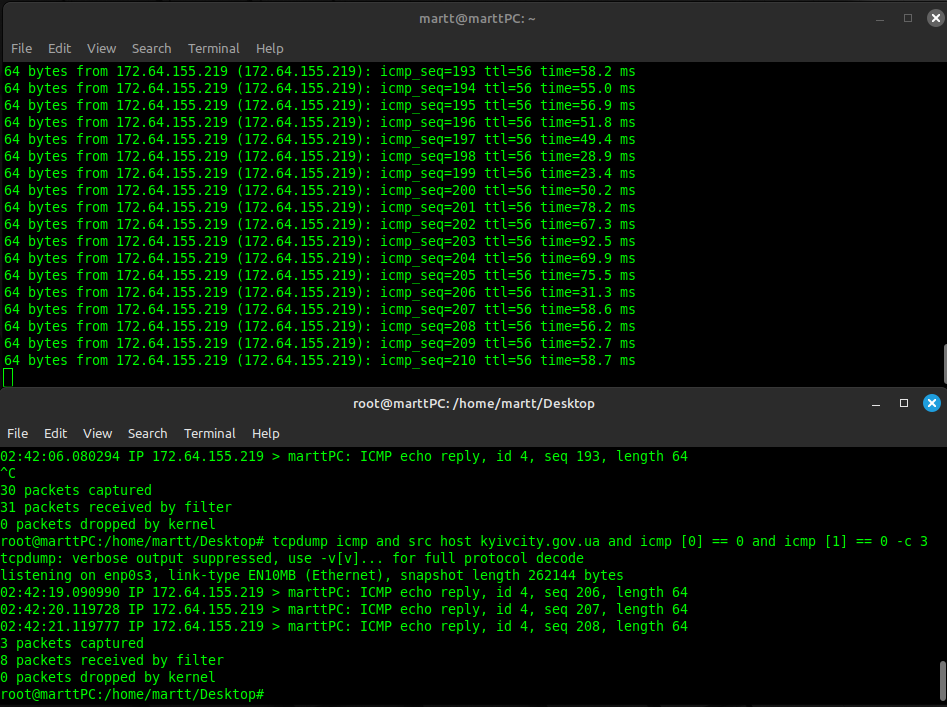 martt@marttPC: ~
File Edit View Search Terminal Help
64 bytes from 172.64.155.219 (172.64.155.219): icmp_seq=193 ttl=56 time=58.2 ms
64 bytes from 172.64.155.219 (172.64.155.219): icmp_seq=194 ttl=56 time=55.0 ms
64 bytes from 172.64.155.219 (172.64.155.219): icmp_seq=195 ttl=56 time=56.9 ms
64 bytes from 172.64.155.219 (172.64.155.219): icmp_seq=196 ttl=56 time=51.8 ms
64 bytes from 172.64.155.219 (172.64.155.219): icmp_seq=197 ttl=56 time=49.4 ms
64 bytes from 172.64.155.219 (172.64.155.219): icmp_seq=198 ttl=56 time=28.9 ms
64 bytes from 172.64.155.219 (172.64.155.219): icmp_seq=199 ttl=56 time=23.4 ms
64 bytes from 172.64.155.219 (172.64.155.219): icmp_seq=200 ttl=56 time=50.2 ms
64 bytes from 172.64.155.219 (172.64.155.219): icmp_seq=201 ttl=56 time=78.2 ms
64 bytes from 172.64.155.219 (172.64.155.219): icmp_seq=202 ttl=56 time=67.3 ms
64 bytes from 172.64.155.219 (172.64.155.219): icmp_seq=203 ttl=56 time=92.5 ms
64 bytes from 172.64.155.219 (172.64.155.219): icmp_seq=204 ttl=56 time=69.9 ms
64 bytes from 172.64.155.219 (172.64.155.219): icmp_seq=205 ttl=56 time=75.5 ms
64 bytes from 172.64.155.219 (172.64.155.219): icmp_seq=206 ttl=56 time=31.3 ms
64 bytes from 172.64.155.219 (172.64.155.219): icmp_seq=207 ttl=56 time=58.6 ms
64 bytes from 172.64.155.219 (172.64.155.219): icmp_seq=208 ttl=56 time=56.2 ms
64 bytes from 172.64.155.219 (172.64.155.219): icmp_seq=209 ttl=56 time=52.7 ms
64 bytes from 172.64.155.219 (172.64.155.219): icmp_seq=210 ttl=56 time=58.7 ms
root@marttPC: /home/martt/Desktop
File Edit View Search Terminal Help
02:42:06.080294 IP 172.64.155.219 > marttPC: ICMP echo reply, id 4, seq 193, length 64
^C
30 packets captured
31 packets received by filter
0 packets dropped by kernel
root@marttPC:/home/martt/Desktop# tcpdump icmp and src host kyivcity.gov.ua and icmp [0] == 0 and icmp [1] == 0 -c 3
tcpdump: verbose output suppressed, use -v[v]... for full protocol decode
listening on enp0s3, link-type EN10MB (Ethernet), snapshot length 262144 bytes
02:42:19.090990 IP 172.64.155.219 > marttPC: ICMP echo reply, id 4, seq 206, length 64
02:42:20.119728 IP 172.64.155.219 > marttPC: ICMP echo reply, id 4, seq 207, length 64
02:42:21.119777 IP 172.64.155.219 > marttPC: ICMP echo reply, id 4, seq 208, length 64
3 packets captured
8 packets received by filter
0 packets dropped by kernel
root@marttPC:/home/martt/Desktop#